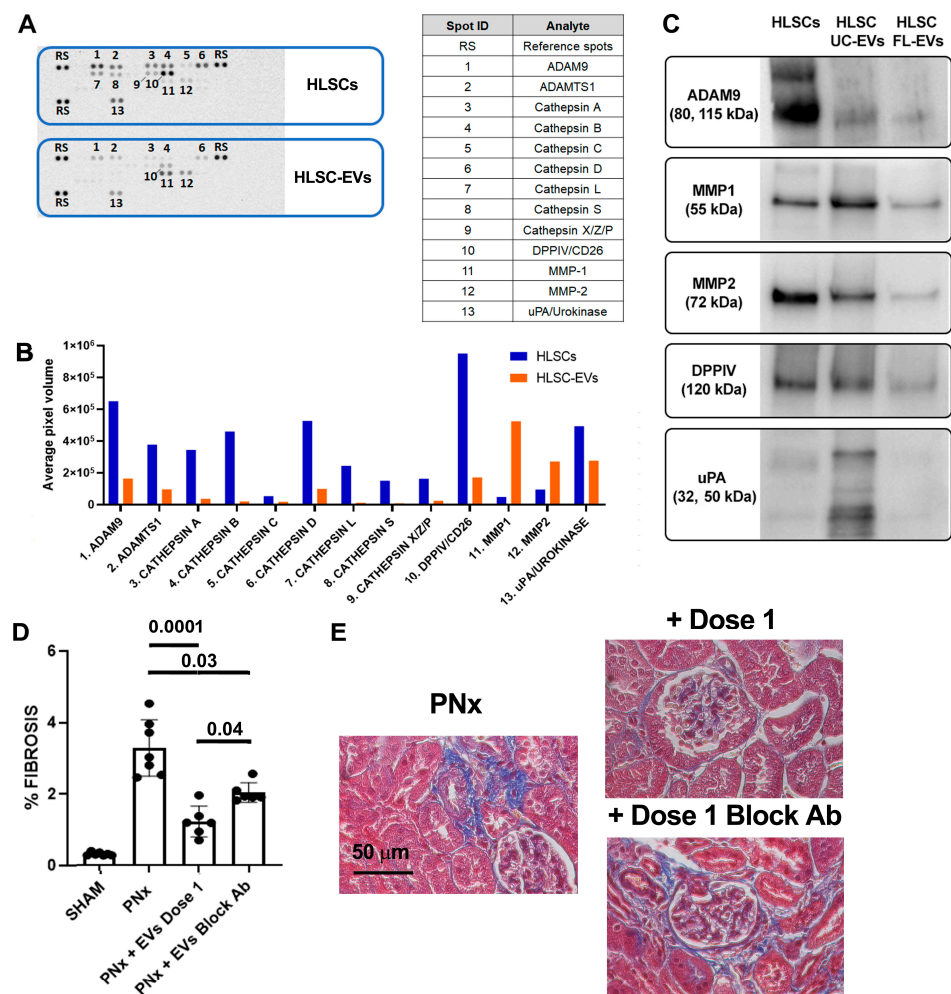 A
RS 1 2 3 4 5 6 RS
7 8 9 10 11 12
RS 13
HLSCs
RS 1 2 3 4 6 RS
10 11 12
RS 13
HLSC-EVs
Spot ID Analyte
RS Reference spots
1 ADAM9
2 ADAMTS1
3 Cathepsin A
4 Cathepsin B
5 Cathepsin C
6 Cathepsin D
7 Cathepsin L
8 Cathepsin S
9 Cathepsin X/Z/P
10 DPPIV/CD26
11 MMP-1
12 MMP-2
13 uPA/Urokinase
B
Average pixel volume
1×10⁶
8×10⁵
6×10⁵
4×10⁵
2×10⁵
0
HLSCs
HLSC-EVs
1. ADAM9
2. ADAMTS1
3. CATHEPSIN A
4. CATHEPSIN B
5. CATHEPSIN C
6. CATHEPSIN D
7. CATHEPSIN L
8. CATHEPSIN S
9. CATHEPSIN X/Z/P
10. DPPIV/CD26
11. MMP1
12. MMP2
13. uPA/UROKINASE
C
HLSCs HLSC HLSC
UC-EVs FL-EVs
ADAM9
(80, 115 kDa)
MMP1
(55 kDa)
MMP2
(72 kDa)
DPPIV
(120 kDa)
uPA
(32, 50 kDa)
D
% FIBROSIS
6
4
2
0
0.0001
0.03
0.04
SHAM
PNx
PNx + EVs Dose 1
PNx + EVs Block Ab
E
PNx
50 µm
+ Dose 1
+ Dose 1 Block Ab